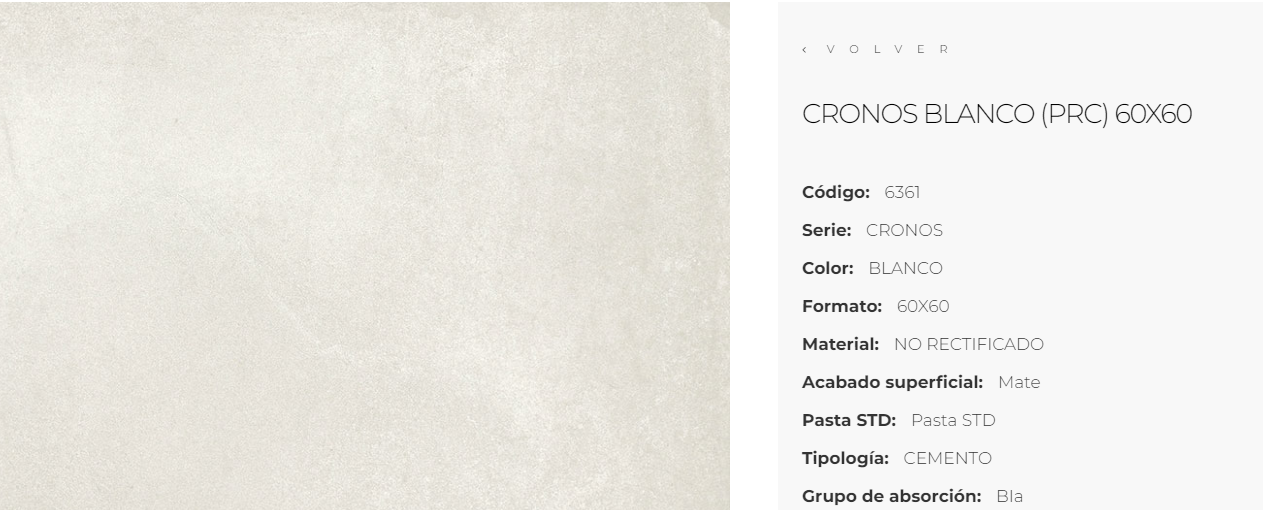 ‹ VOLVER
CRONOS BLANCO (PRC) 60X60
Código: 6361
Serie: CRONOS
Color: BLANCO
Formato: 60X60
Material: NO RECTIFICADO
Acabado superficial: Mate
Pasta STD: Pasta STD
Tipología: CEMENTO
Grupo de absorción: BIa